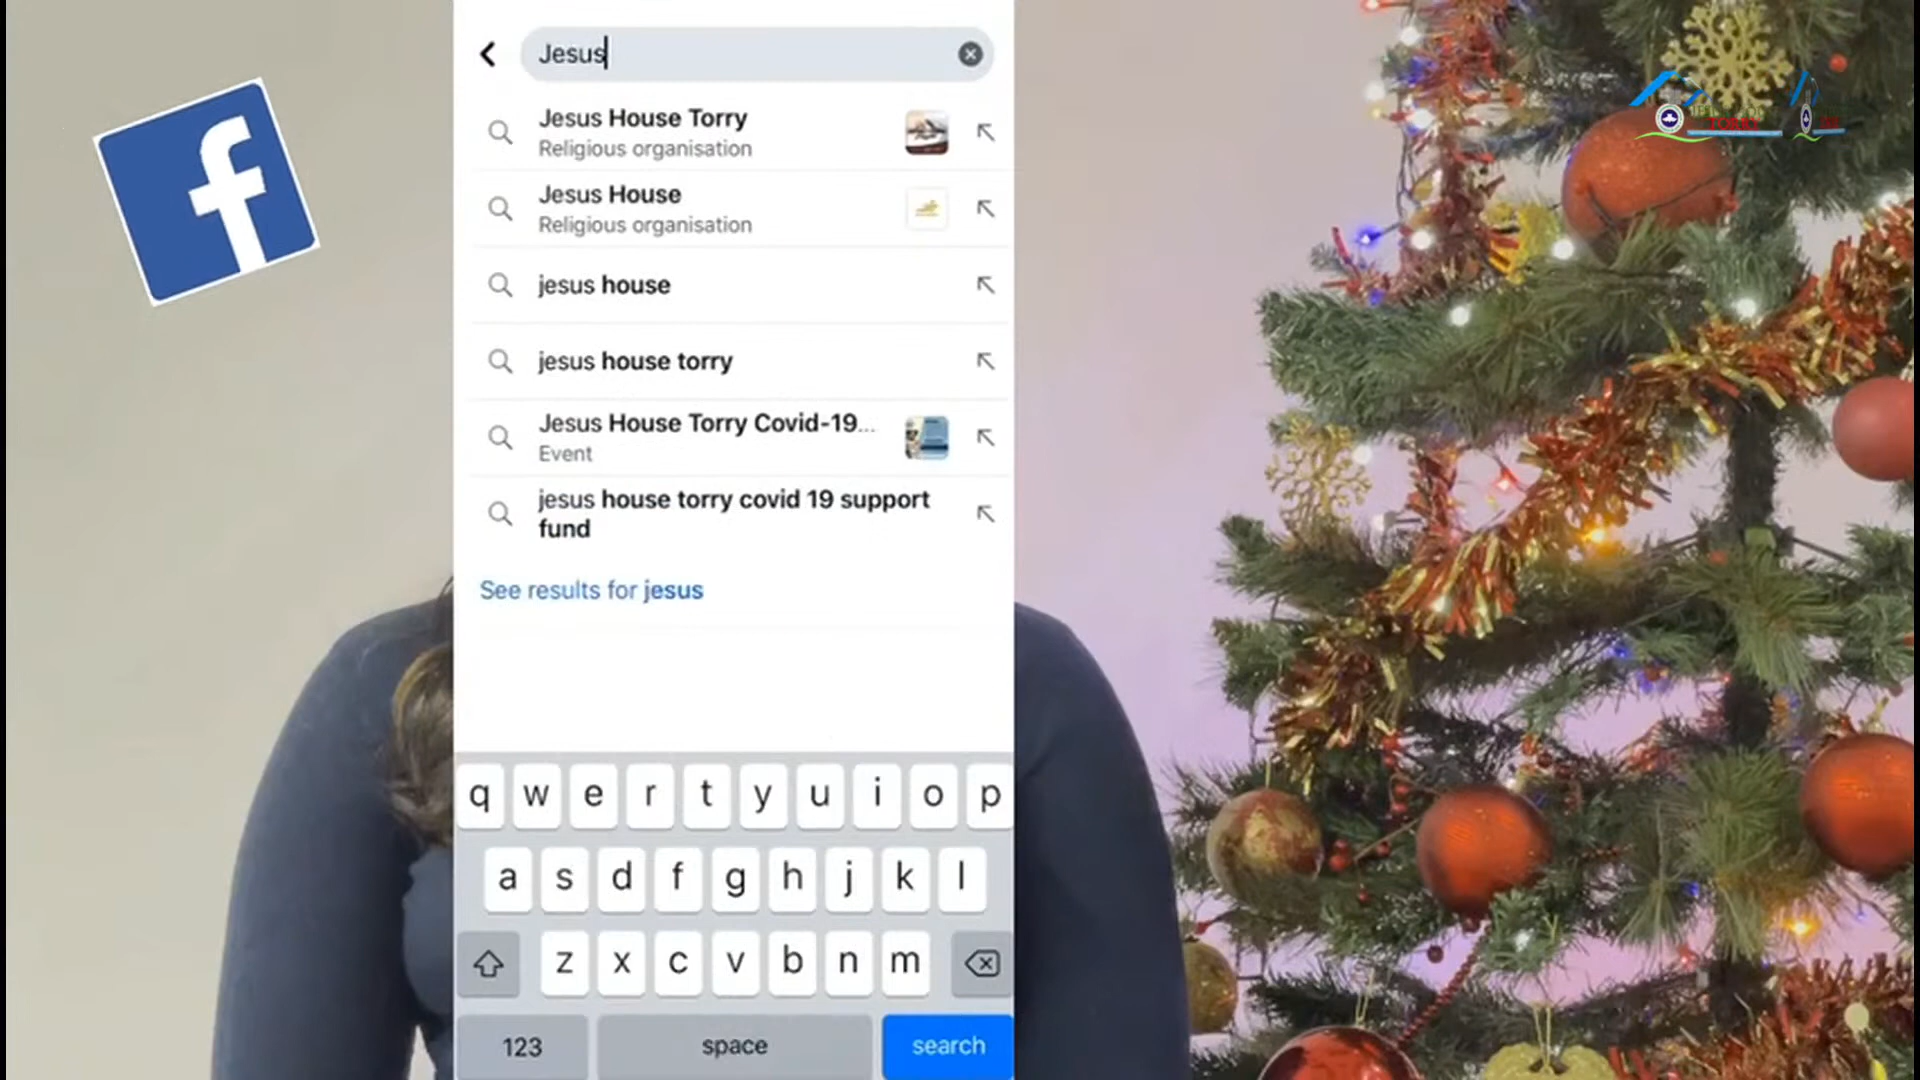 Jesus
Jesus House Torry
Religious organisation
Jesus House
Religious organisation
jesus house
jesus house torry
Jesus House Torry Covid-19...
Event
jesus house torry covid 19 support
fund
See results for jesus
q w e r t y u i o p
a s d f g h j k l
z x c v b n m
123 space search
f
TORRY